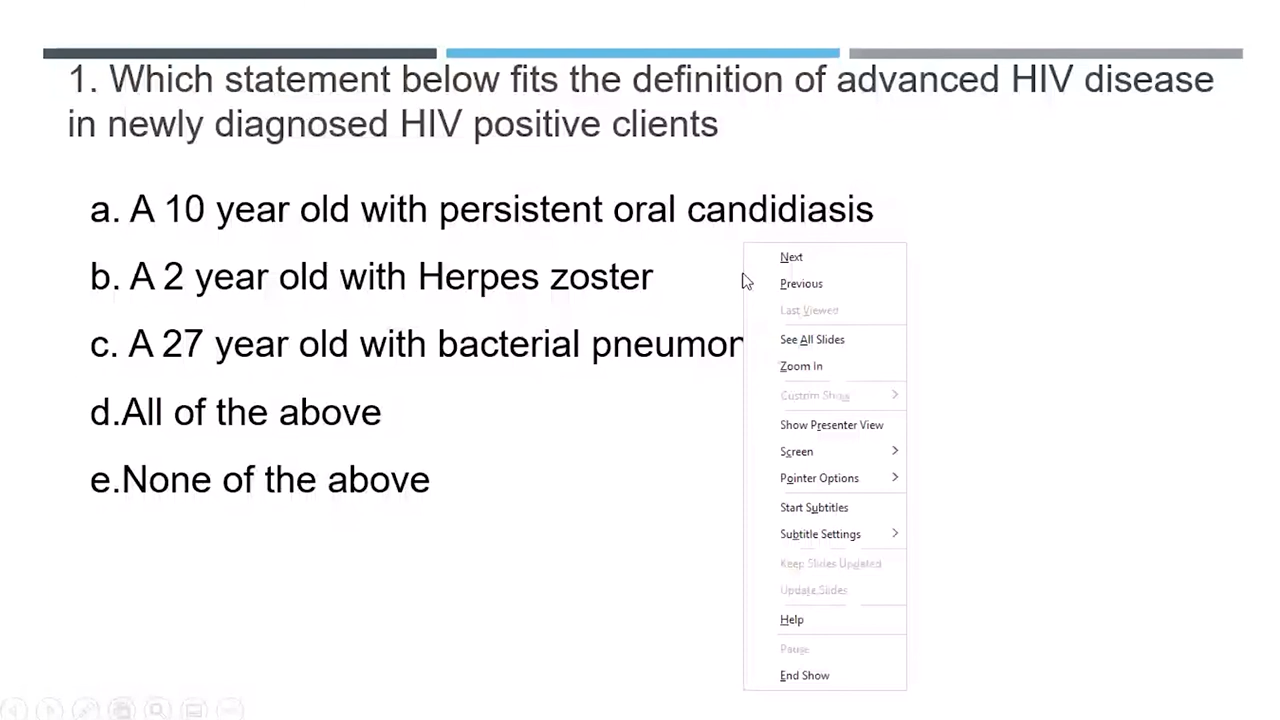 1. Which statement below fits the definition of advanced HIV disease
in newly diagnosed HIV positive clients
a. A 10 year old with persistent oral candidiasis
b. A 2 year old with Herpes zoster
c. A 27 year old with bacterial
d.All of the above
e.None of the above
Next
Previous
Last Viewed
See All Slides
Zoom In
Custom Show
Show Presenter View
Screen
Pointer Options
Start Subtitles
Subtitle Settings
Keep Slides Updated
Update Slides
Help
Pause
End Show